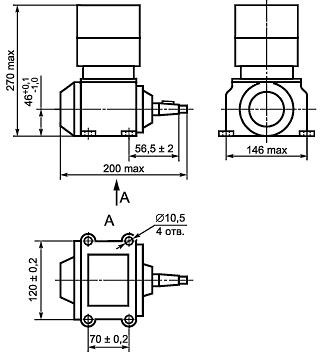 270 max
46+0,1
-1,0
56,5 ± 2
200 max
146 max
А
А
Ø10,5
4 отв.
120 ± 0,2
70 ± 0,2